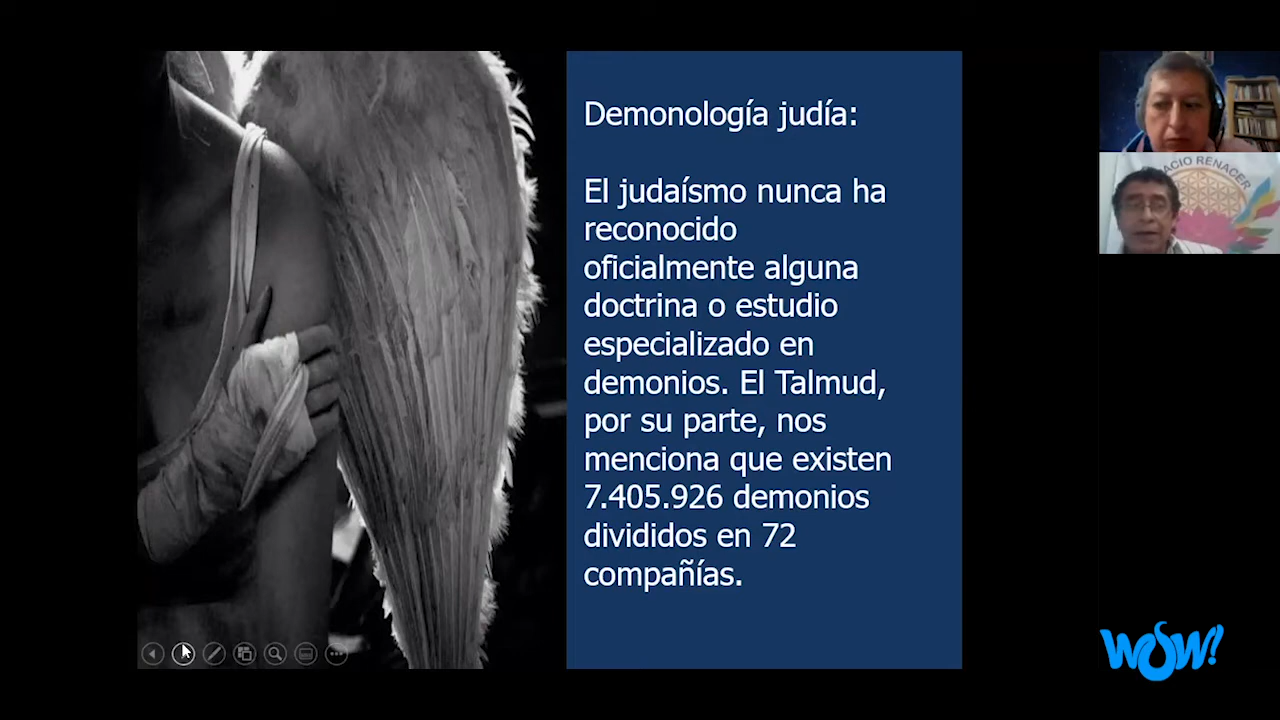 Demonología judía:
El judaísmo nunca ha
reconocido
oficialmente alguna
doctrina o estudio
especializado en
demonios. El Talmud,
por su parte, nos
menciona que existen
7.405.926 demonios
divididos en 72
compañías.
RENACER
WOW!